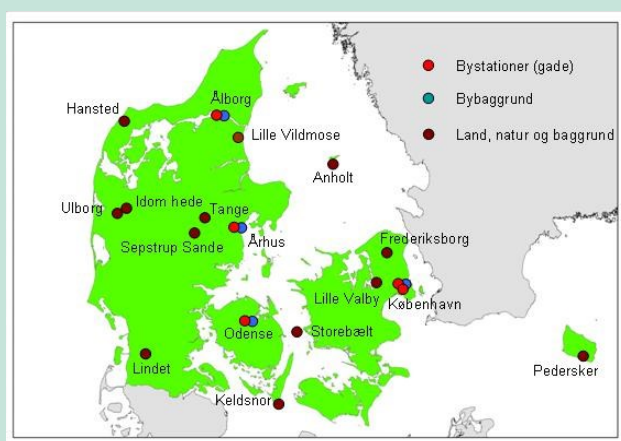 Bystationer (gade)
Bybaggrund
Land, natur og baggrund
Hansted
Ålborg
Lille Vildmose
Anholt
Ulborg
Idom hede
Tange
Sepstrup Sande
Århus
Frederiksborg
Lille Valby
København
Odense
Storebælt
Lindet
Pedersker
Keldsnor